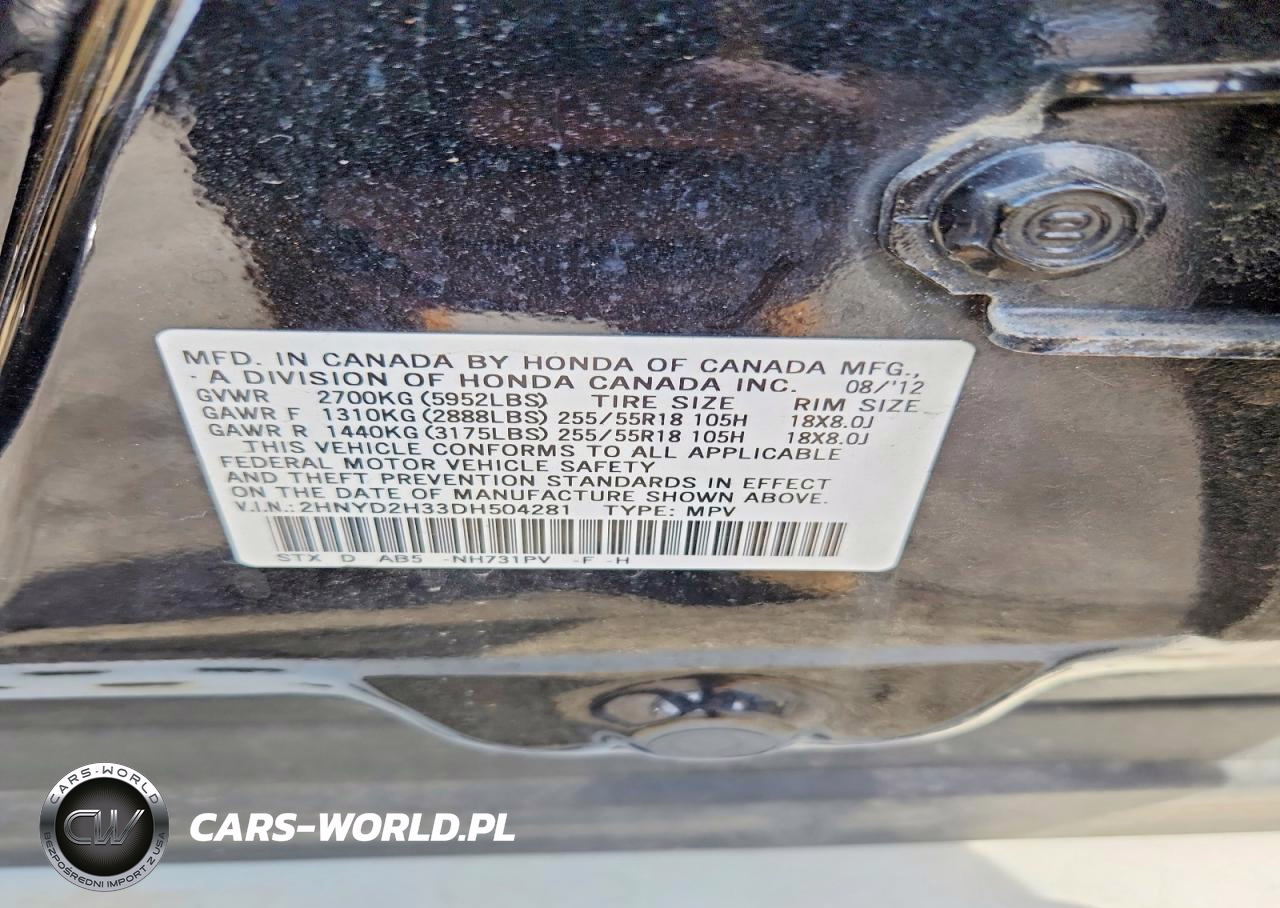 MFD. IN CANADA BY HONDA OF CANADA MFG.,
- A DIVISION OF HONDA CANADA INC. 08/'12
GVWR 2700KG (5952LBS) TIRE SIZE RIM SIZE
GAWR F 1310KG (2888LBS) 255/55R18 105H 18X8.0J
GAWR R 1440KG (3175LBS) 255/55R18 105H 18X8.0J
THIS VEHICLE CONFORMS TO ALL APPLICABLE
FEDERAL MOTOR VEHICLE SAFETY
AND THEFT PREVENTION STANDARDS IN EFFECT
ON THE DATE OF MANUFACTURE SHOWN ABOVE.
V.I.N.: 2HNYD2H33DH504281 TYPE: MPV
STX D AB5 -NH731PV -F -H
CARS-WORLD
CW
BEZPOŚREDNI IMPORT Z USA
CARS-WORLD.PL